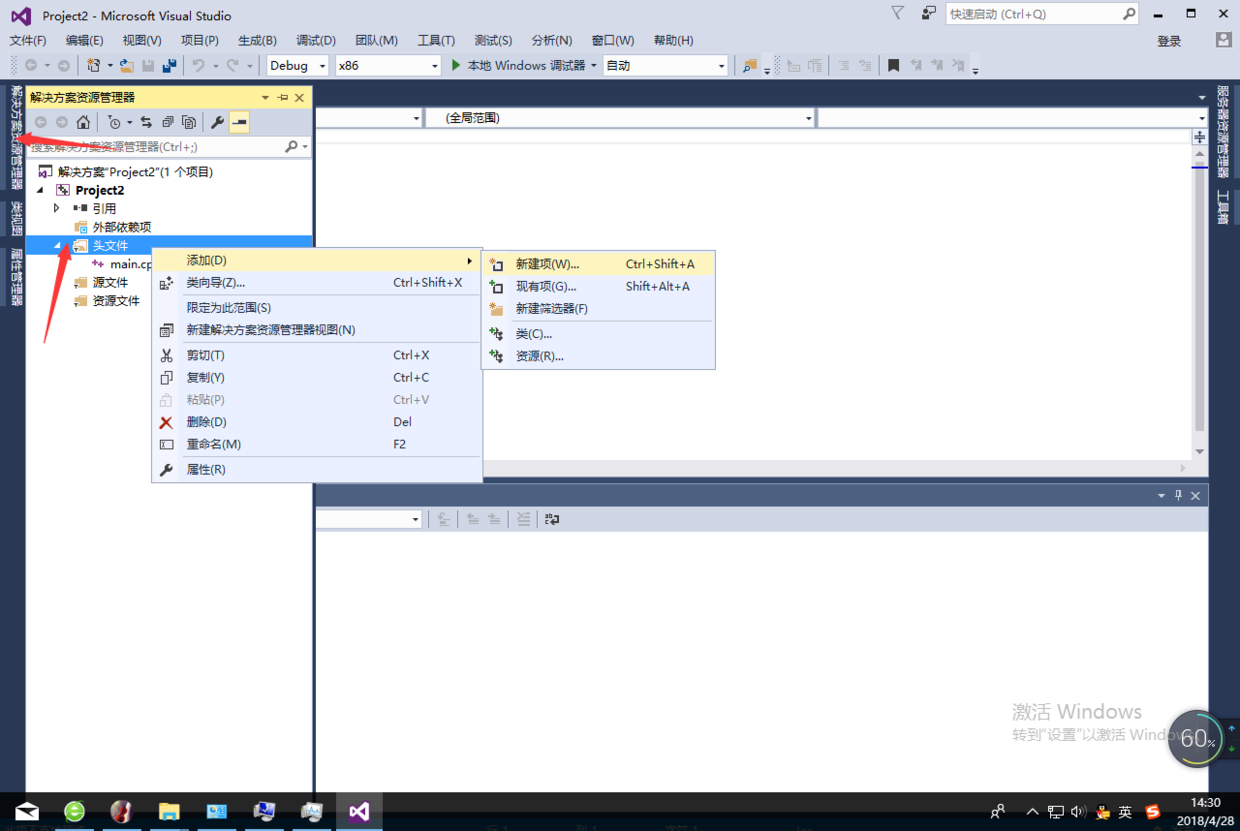 Project2 - Microsoft Visual Studio
快速启动 (Ctrl+Q)
文件(F) 编辑(E) 视图(V) 项目(P) 生成(B) 调试(D) 团队(M) 工具(T) 测试(S) 分析(N) 窗口(W) 帮助(H) 登录
Debug x86 本地 Windows 调试器 自动
解决方案资源管理器
类视图
属性管理器
解决方案资源管理器
(全局范围)
搜索解决方案资源管理器(Ctrl+;)
解决方案"Project2"(1 个项目)
Project2
引用
外部依赖项
头文件
main.cp
源文件
资源文件
添加(D)
类向导(Z)... Ctrl+Shift+X
限定为此范围(S)
新建解决方案资源管理器视图(N)
剪切(T) Ctrl+X
复制(Y) Ctrl+C
粘贴(P) Ctrl+V
删除(D) Del
重命名(M) F2
属性(R)
新建项(W)... Ctrl+Shift+A
现有项(G)... Shift+Alt+A
新建筛选器(F)
类(C)...
资源(R)...
服务器资源管理器
工具箱
激活 Windows
转到"设置"以激活 Windows
60%
英
14:30
2018/4/28